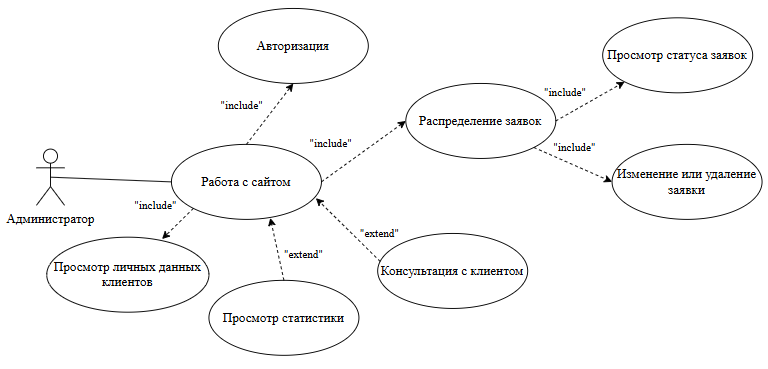 Авторизация
Просмотр статуса заявок
"include"
"include"
Распределение заявок
"include"
"include"
Работа с сайтом
Изменение или удаление
заявки
Администратор
"include"
"extend"
"extend"
Просмотр личных данных
клиентов
Консультация с клиентом
Просмотр статистики